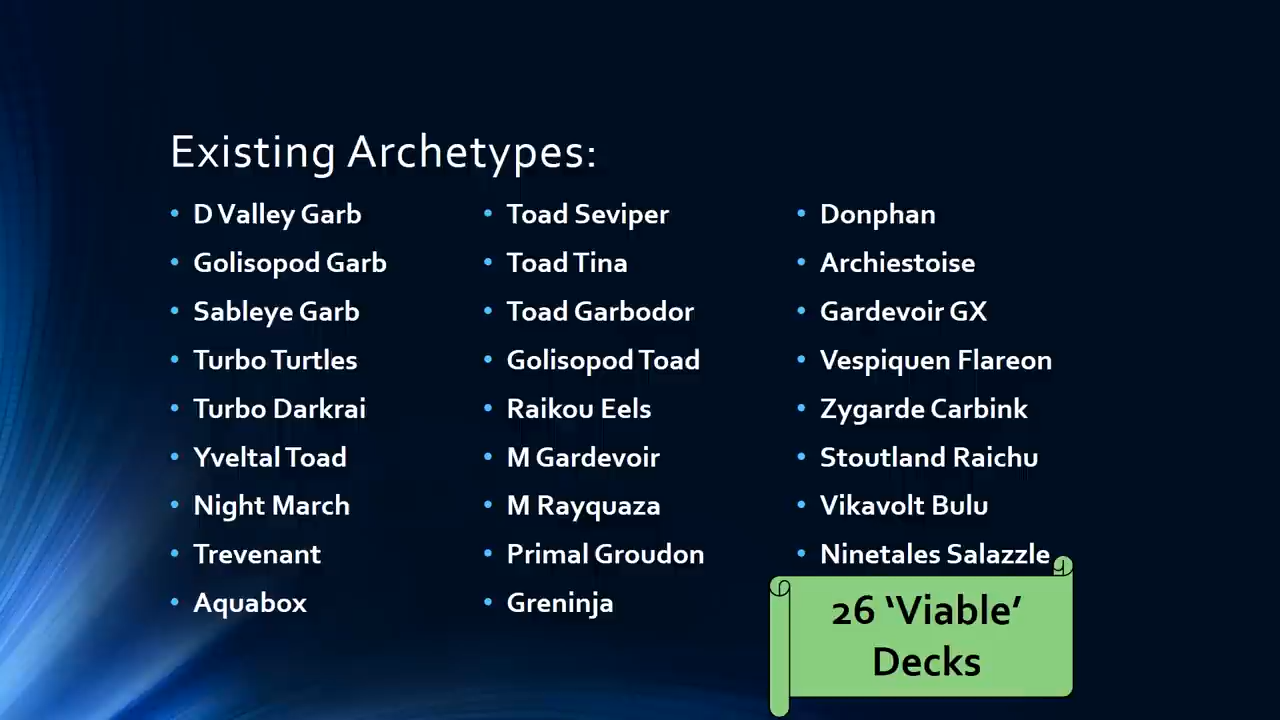 Existing Archetypes:
• D Valley Garb
• Golisopod Garb
• Sableye Garb
• Turbo Turtles
• Turbo Darkrai
• Yveltal Toad
• Night March
• Trevenant
• Aquabox
• Toad Seviper
• Toad Tina
• Toad Garbodor
• Golisopod Toad
• Raikou Eels
• M Gardevoir
• M Rayquaza
• Primal Groudon
• Greninja
• Donphan
• Archiestoise
• Gardevoir GX
• Vespiquen Flareon
• Zygarde Carbink
• Stoutland Raichu
• Vikavolt Bulu
• Ninetales Salazzle
26 ‘Viable’
Decks